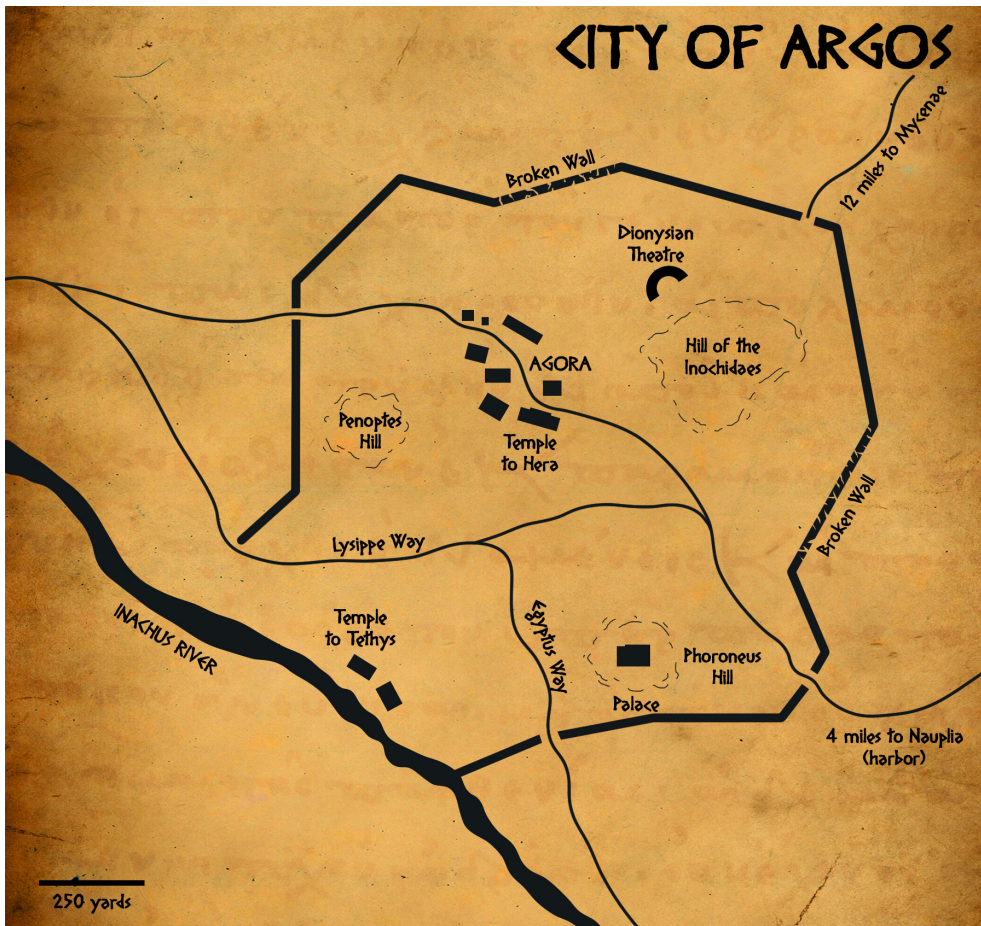 CITY OF ARGOS
12 miles to Mycenae
Broken Wall
Dionysian
Theatre
Hill of the
Inochidaes
AGORA
Penoptes
Hill
Temple
to Hera
Broken Wall
Lysippe Way
Egyptus Way
INACHUS RIVER
Temple
to Tethys
Phoroneus
Hill
Palace
4 miles to Nauplia
(harbor)
250 yards